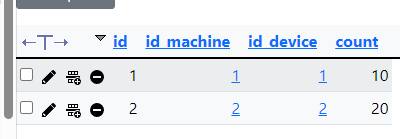 ←T→ id id_machine id_device count
1 1 1 10
2 2 2 20